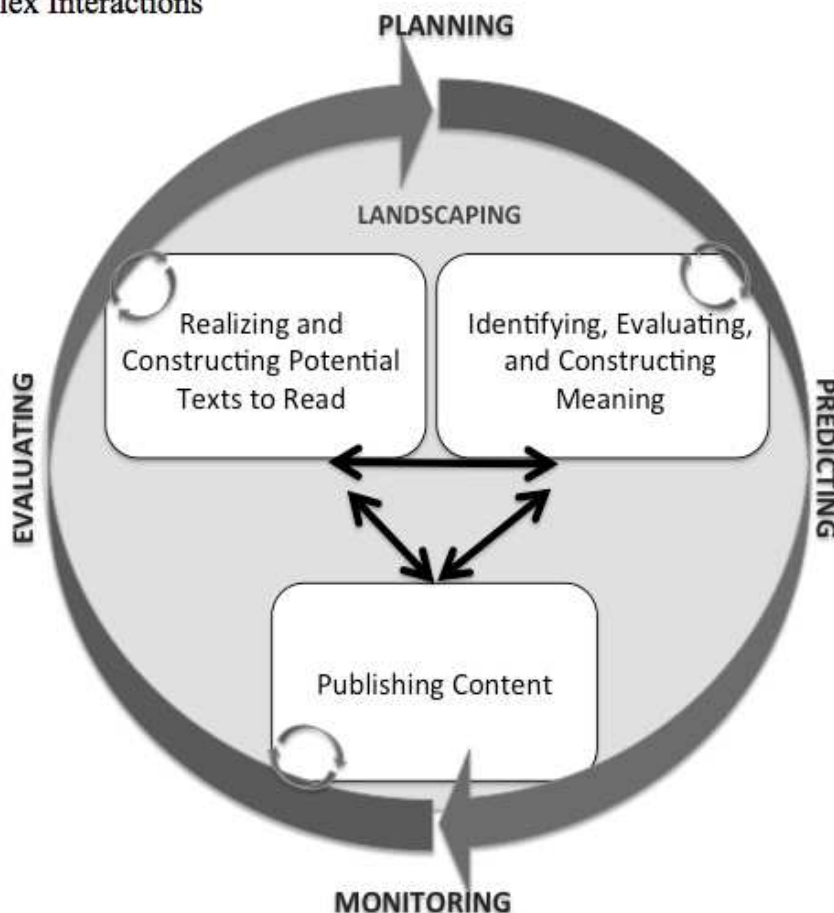 lex Interactions
PLANNING
LANDSCAPING
Realizing and
Constructing Potential
Texts to Read
Identifying, Evaluating,
and Constructing
Meaning
EVALUATING
PREDICTING
Publishing Content
MONITORING